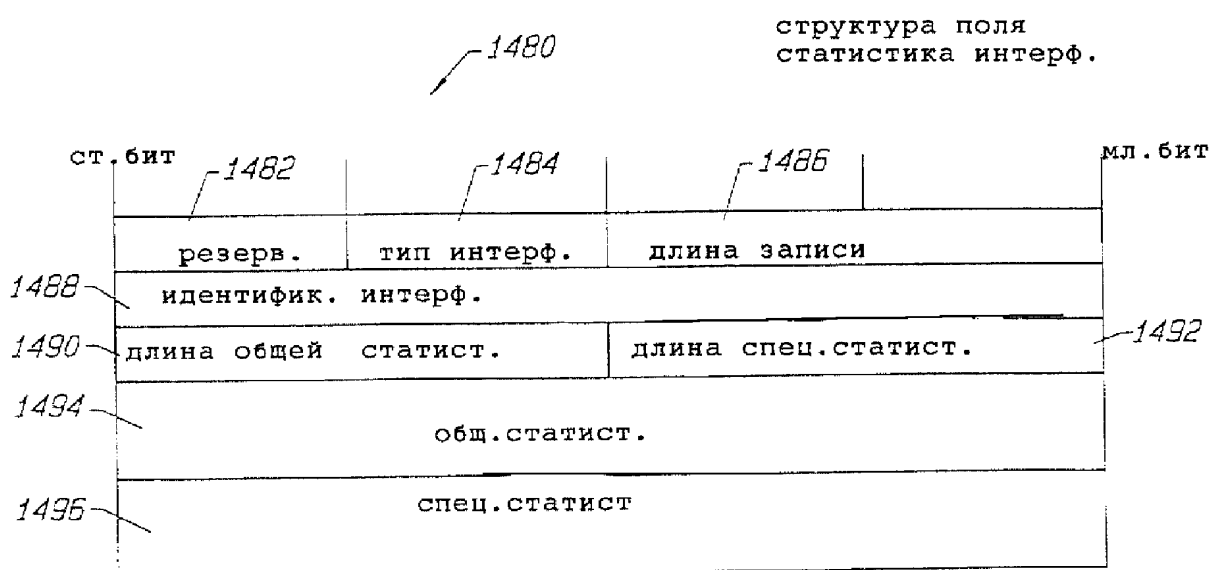 структура поля
статистика интерф.
1480
ст.бит
мл.бит
1482
1484
1486
резерв.
тип интерф.
длина записи
1488
идентифик. интерф.
1490
длина общей статист.
длина спец.статист.
1492
1494
общ.статист.
1496
спец.статист